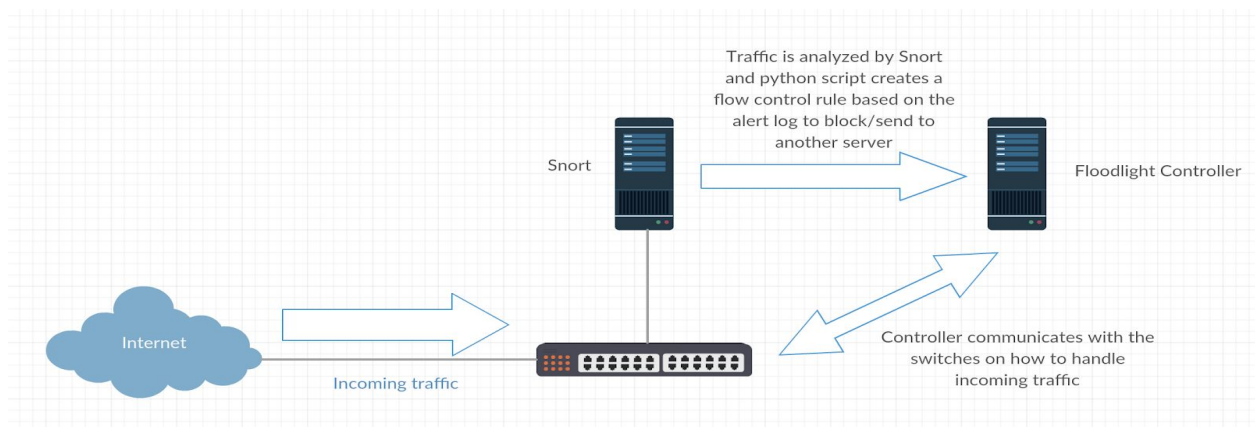 Traffic is analyzed by Snort
and python script creates a
flow control rule based on the
alert log to block/send to
another server
Snort
Floodlight Controller
Internet
Incoming traffic
Controller communicates with the
switches on how to handle
incoming traffic